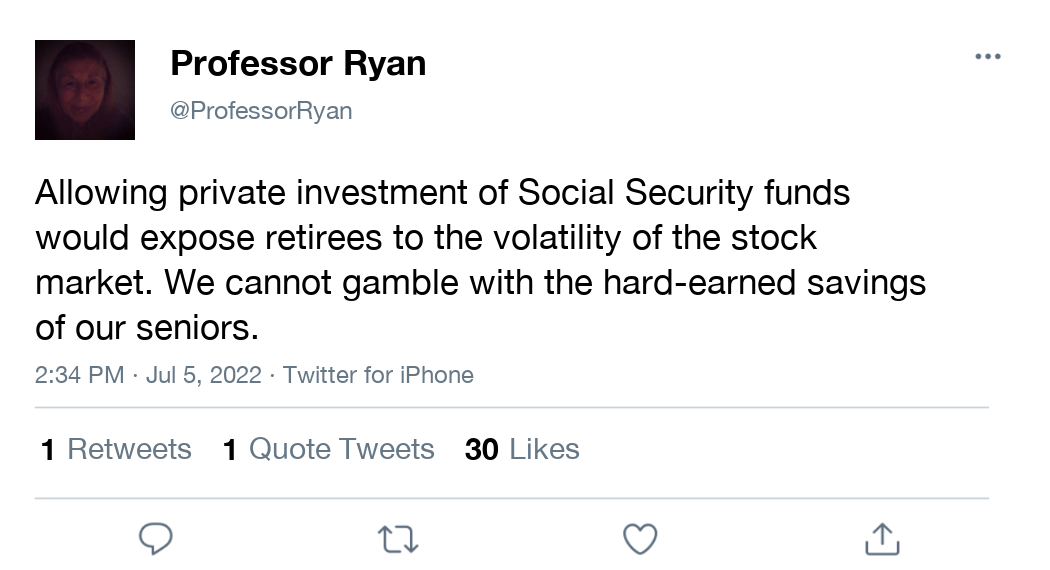 Professor Ryan
@ProfessorRyan
Allowing private investment of Social Security funds
would expose retirees to the volatility of the stock
market. We cannot gamble with the hard-earned savings
of our seniors.
2:34 PM · Jul 5, 2022 · Twitter for iPhone
1 Retweets 1 Quote Tweets 30 Likes